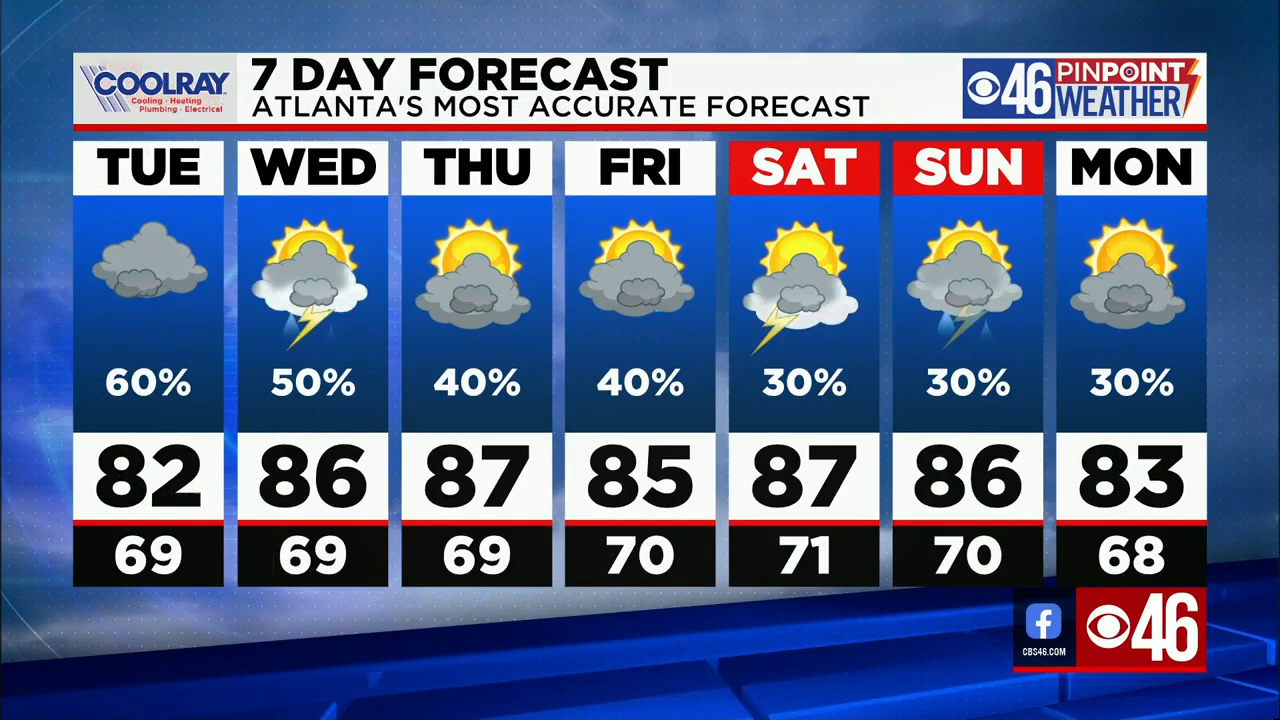 COOLRAY
Cooling · Heating
Plumbing · Electrical
7 DAY FORECAST
ATLANTA'S MOST ACCURATE FORECAST
46 PINPOINT
WEATHER
TUE WED THU FRI SAT SUN MON
60% 50% 40% 40% 30% 30% 30%
82 86 87 85 87 86 83
69 69 69 70 71 70 68
f
CBS46.COM
46